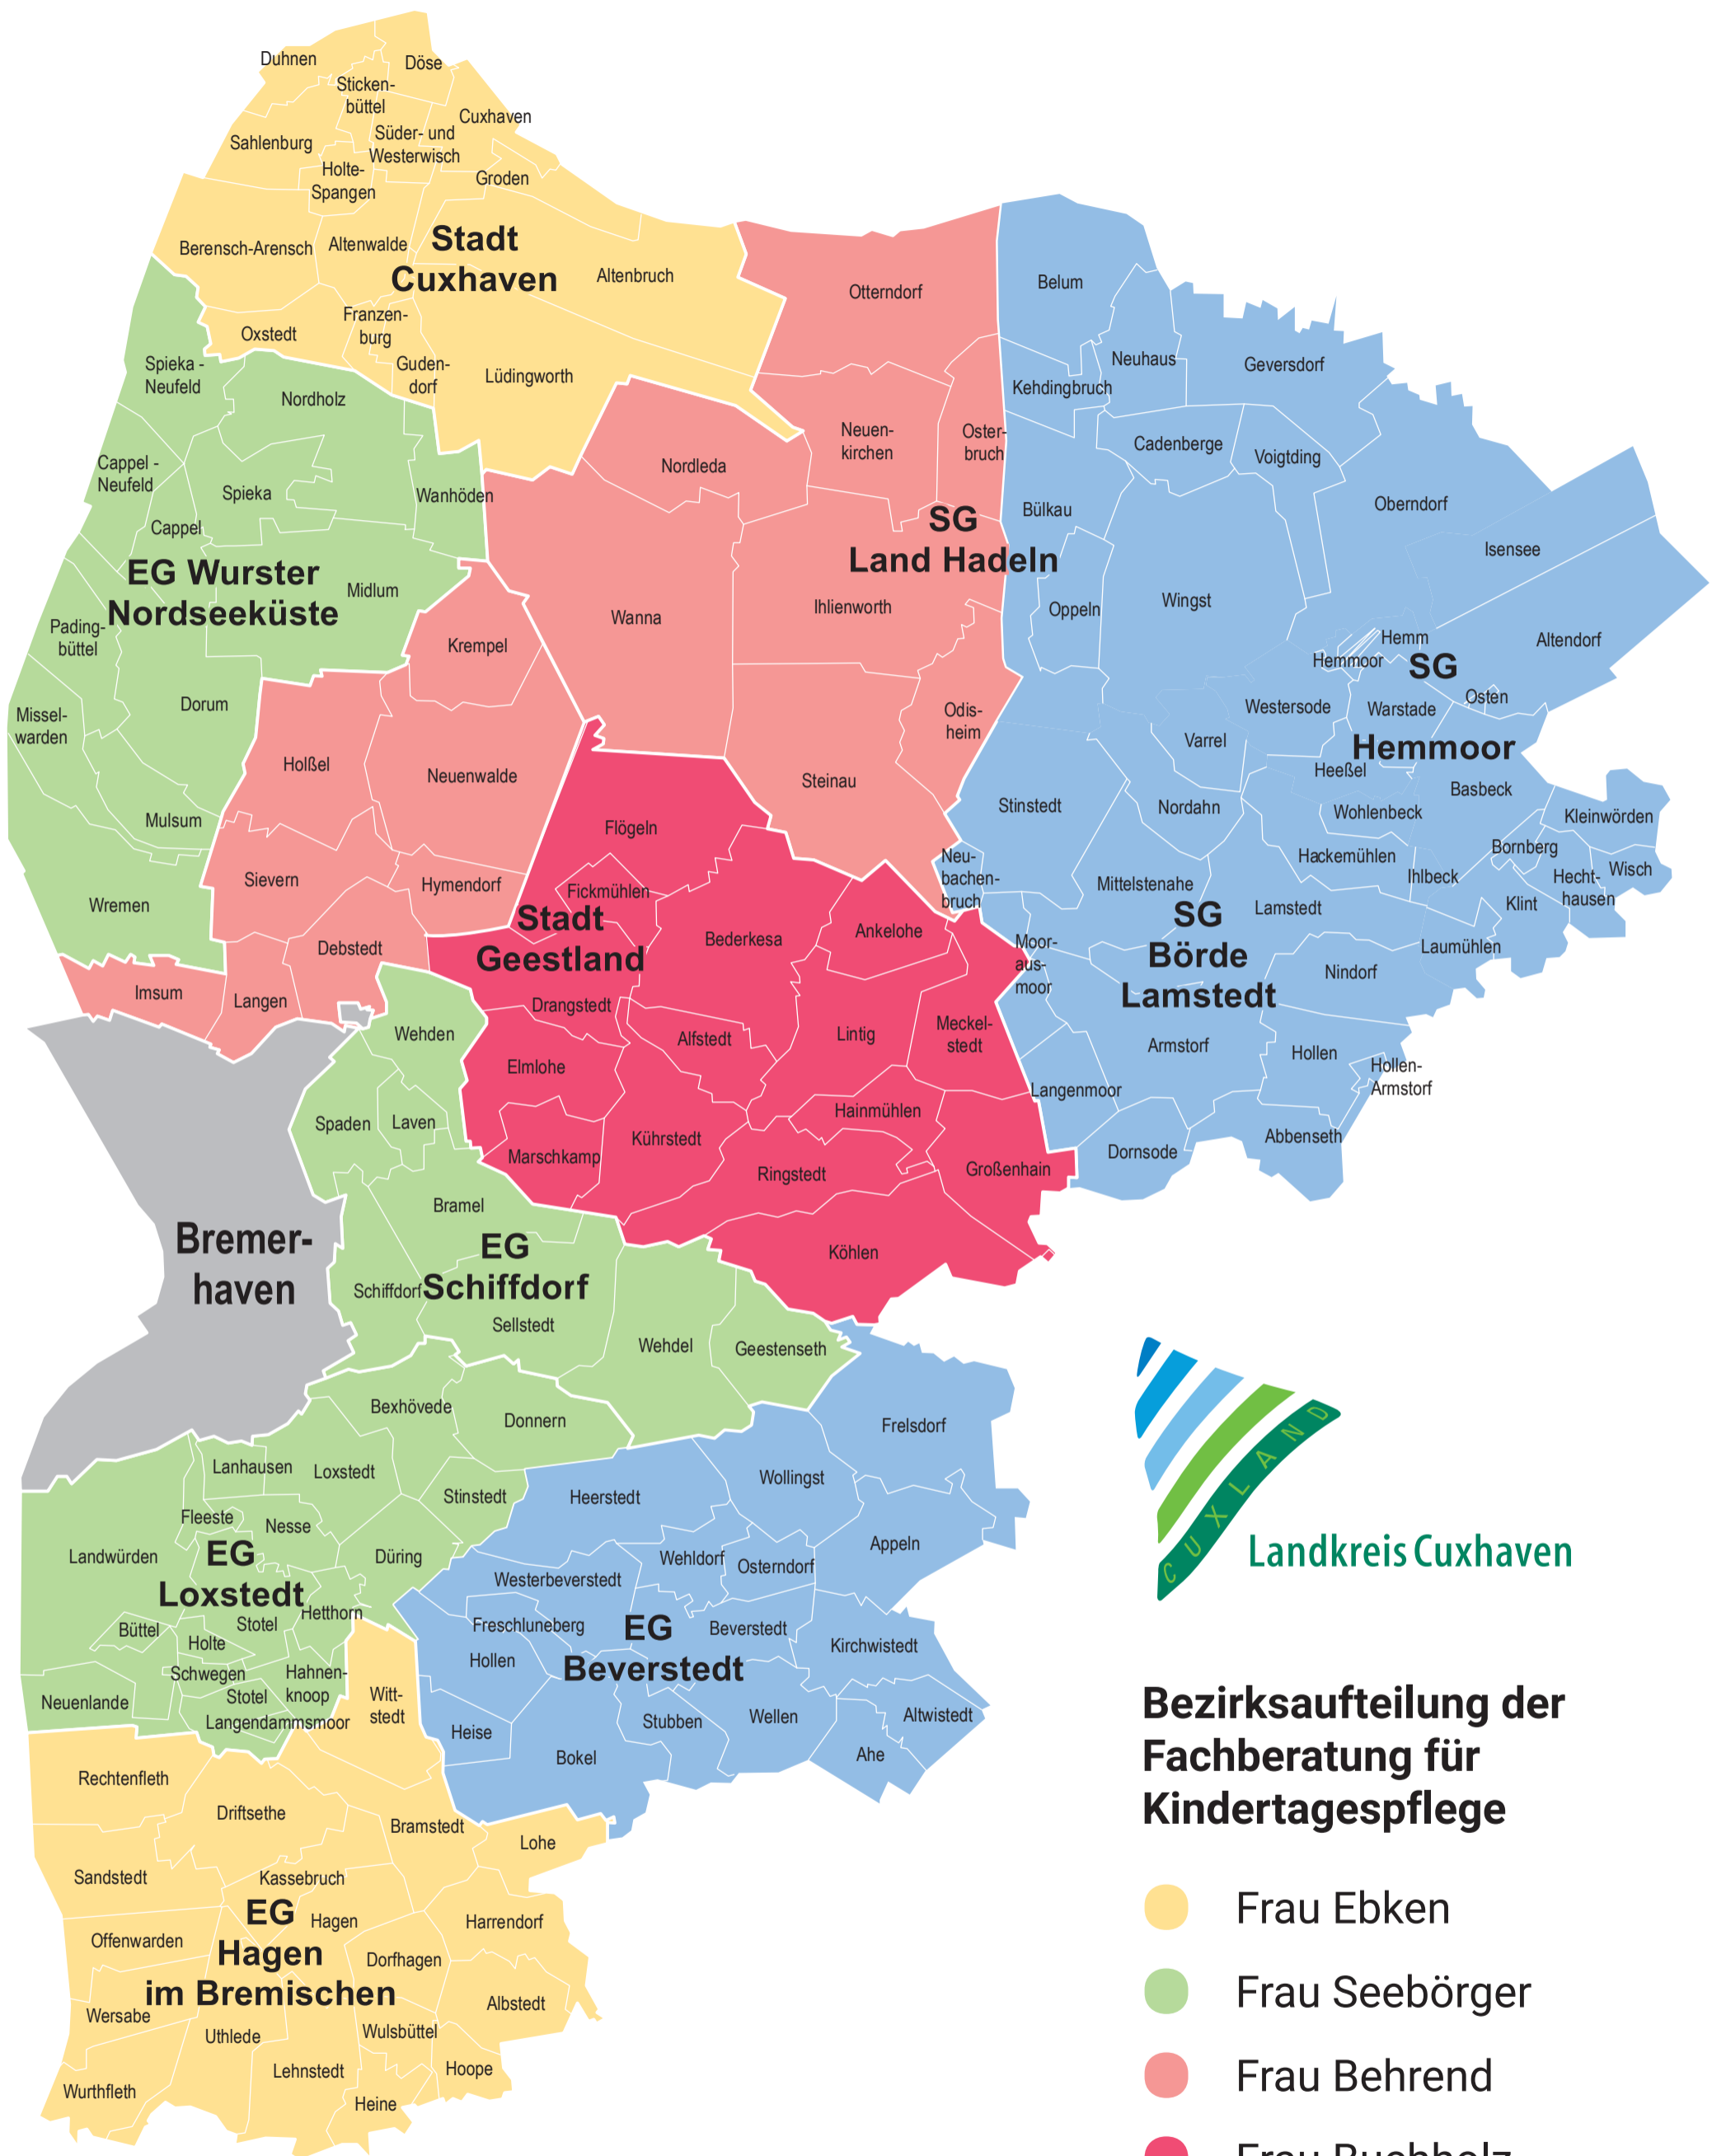 Duhnen
Döse
Sticken-
büttel
Cuxhaven
Sahlenburg
Süder- und
Westerwisch
Holte-
Spangen
Groden
Berensch-Arensch
Altenwalde
Stadt
Cuxhaven
Altenbruch
Oxstedt
Franzen-
burg
Guden-
dorf
Lüdingworth
Spieka -
Neufeld
Nordholz
Cappel -
Neufeld
Spieka
Wanhöden
Cappel
EG Wurster
Nordseeküste
Midlum
Pading-
büttel
Dorum
Missel-
warden
Mulsum
Wremen
Otterndorf
Neuen-
kirchen
Oster-
bruch
Nordleda
SG
Land Hadeln
Wanna
Ihlienworth
Odis-
heim
Steinau
Krempel
Holßel
Neuenwalde
Sievern
Hymendorf
Debstedt
Imsum
Langen
Belum
Neuhaus
Geversdorf
Kehdingbruch
Cadenberge
Voigtding
Bülkau
Oberndorf
Isensee
Oppeln
Wingst
Hemm
Hemmoor
SG
Hemmoor
Altendorf
Osten
Westersode
Warstade
Varrel
Heeßel
Basbeck
Stinstedt
Nordahn
Wohlenbeck
Kleinwörden
Bornberg
Hackemühlen
Ihlbeck
Hecht-
hausen
Wisch
Klint
Neu-
bachen-
bruch
Mittelstenahe
SG
Börde
Lamstedt
Lamstedt
Laumühlen
Moor-
aus-
moor
Nindorf
Armstorf
Hollen
Hollen-
Armstorf
Langenmoor
Abbenseth
Dornsode
Flögeln
Fickmühlen
Stadt
Geestland
Bederkesa
Ankelohe
Drangstedt
Alfstedt
Lintig
Meckel-
stedt
Elmlohe
Hainmühlen
Kührstedt
Marschkamp
Ringstedt
Großenhain
Köhlen
Wehden
Spaden
Laven
Bramel
EG
Schiffdorf
Schiffdorf
Sellstedt
Wehdel
Geestenseth
Bremer-
haven
Bexhövede
Donnern
Lanhausen
Loxstedt
Stinstedt
Fleeste
Nesse
Landwürden
EG
Loxstedt
Düring
Hetthorn
Büttel
Stotel
Holte
Schwegen
Hahnen-
knoop
Neuenlande
Stotel
Langendammsmoor
Frelsdorf
Wollingst
Heerstedt
Appeln
Wehldorf
Osterndorf
Westerbeverstedt
Freschluneberg
EG
Beverstedt
Beverstedt
Kirchwistedt
Hollen
Heise
Stubben
Wellen
Altwistedt
Bokel
Ahe
Witt-
stedt
Rechtenfleth
Driftsethe
Bramstedt
Lohe
Sandstedt
Kassebruch
EG
Hagen
im Bremischen
Hagen
Harrendorf
Offenwarden
Dorfhagen
Wersabe
Albstedt
Uthlede
Wulsbüttel
Lehnstedt
Hoope
Wurthfleth
Heine
CUXLAND
Landkreis Cuxhaven
Bezirksaufteilung der
Fachberatung für
Kindertagespflege
Frau Ebken
Frau Seebörger
Frau Behrend
Frau Buchholz